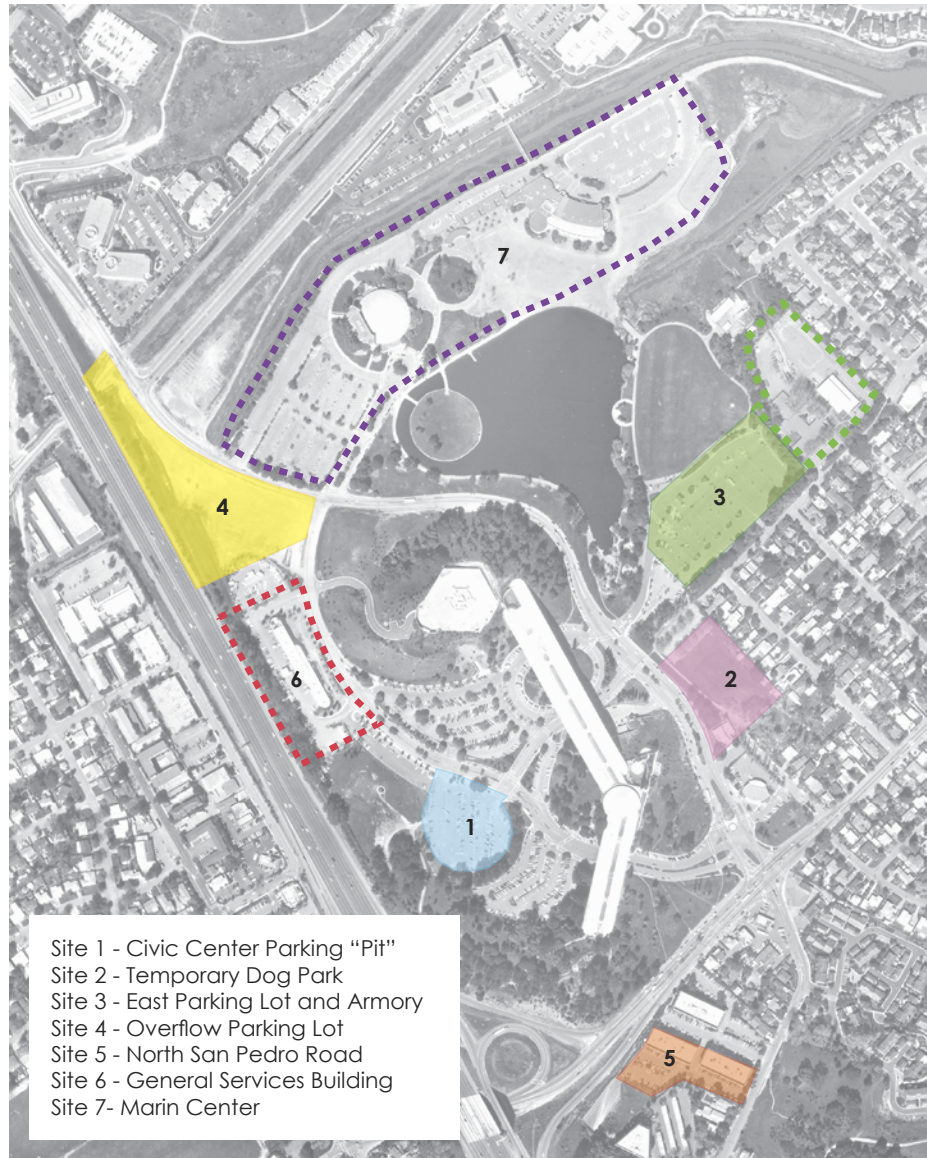 7
4
3
6
2
1
5
Site 1 - Civic Center Parking “Pit”
Site 2 - Temporary Dog Park
Site 3 - East Parking Lot and Armory
Site 4 - Overflow Parking Lot
Site 5 - North San Pedro Road
Site 6 - General Services Building
Site 7- Marin Center